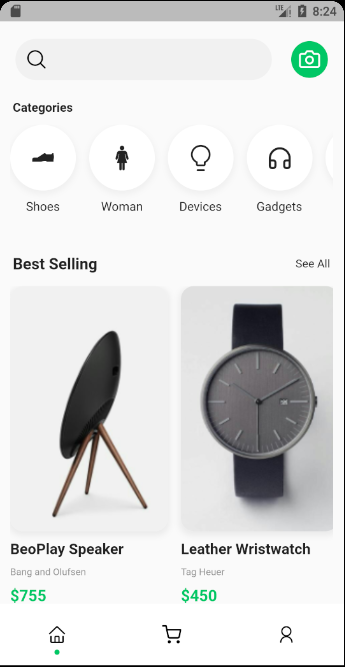 LTE 8:24
Categories
Shoes Woman Devices Gadgets
Best Selling See All
BeoPlay Speaker Leather Wristwatch
Bang and Olufsen Tag Heuer
$755 $450